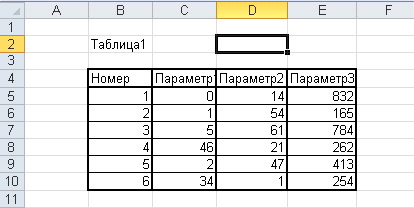 A B C D E F
1
2 Таблица1
3
4 Номер Параметр1 Параметр2 Параметр3
5 1 0 14 832
6 2 1 54 165
7 3 5 61 784
8 4 46 21 262
9 5 2 47 413
10 6 34 1 254
11